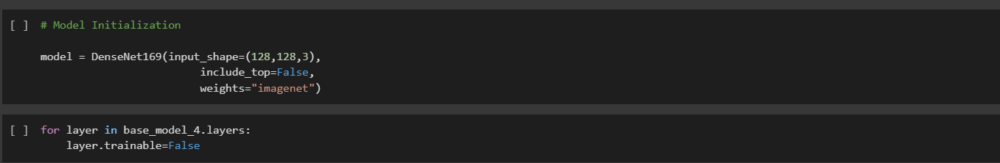 [ ] # Model Initialization
model = DenseNet169(input_shape=(128,128,3),
include_top=False,
weights="imagenet")
[ ] for layer in base_model_4.layers:
layer.trainable=False